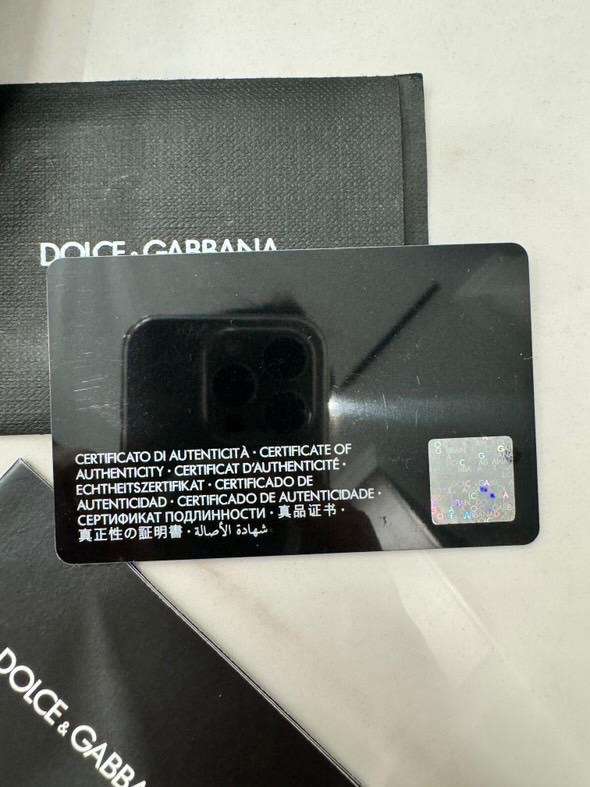 DOLCE & GABBANA
CERTIFICATO DI AUTENTICITÀ · CERTIFICATE OF
AUTHENTICITY · CERTIFICAT D'AUTHENTICITÉ ·
ECHTHEITSZERTIFIKAT · CERTIFICADO DE
AUTENTICIDAD · CERTIFICADO DE AUTENTICIDADE ·
СЕРТИФИКАТ ПОДЛИННОСТИ · 真品证书 ·
真正性の証明書 · شهادة الأصالة
DOLCE & GABBA